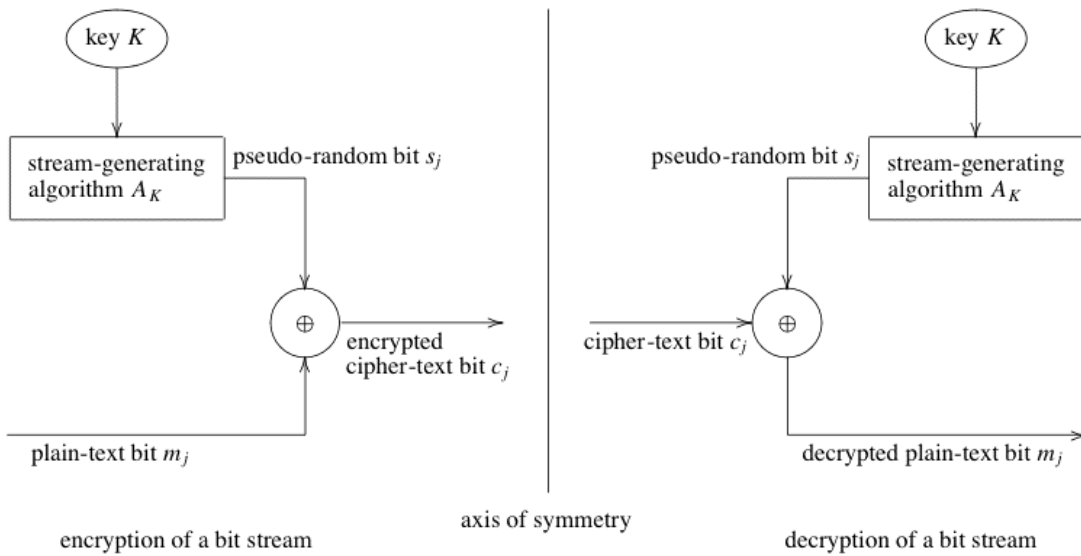 key K
key K
stream-generating
algorithm A_K
pseudo-random bit s_j
pseudo-random bit s_j
stream-generating
algorithm A_K
⊕
⊕
encrypted
cipher-text bit c_j
cipher-text bit c_j
plain-text bit m_j
decrypted plain-text bit m_j
axis of symmetry
encryption of a bit stream
decryption of a bit stream